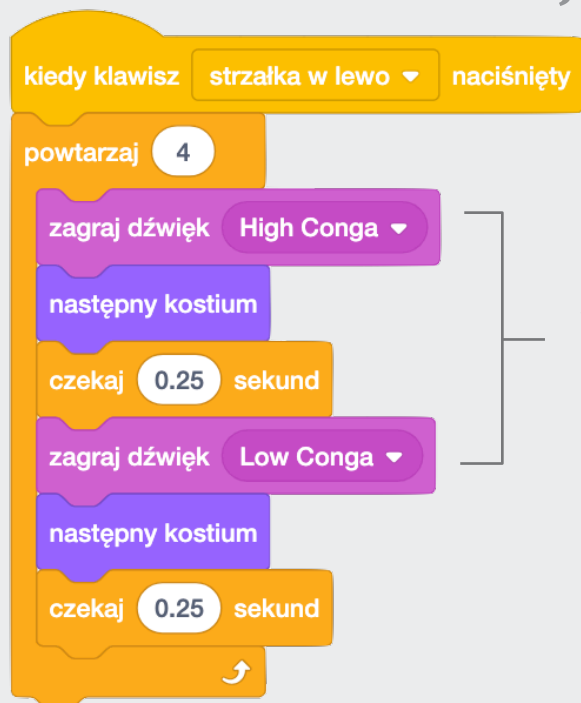 kiedy klawisz strzałka w lewo naciśnięty
powtarzaj 4
zagraj dźwięk High Conga
następny kostium
czekaj 0.25 sekund
zagraj dźwięk Low Conga
następny kostium
czekaj 0.25 sekund